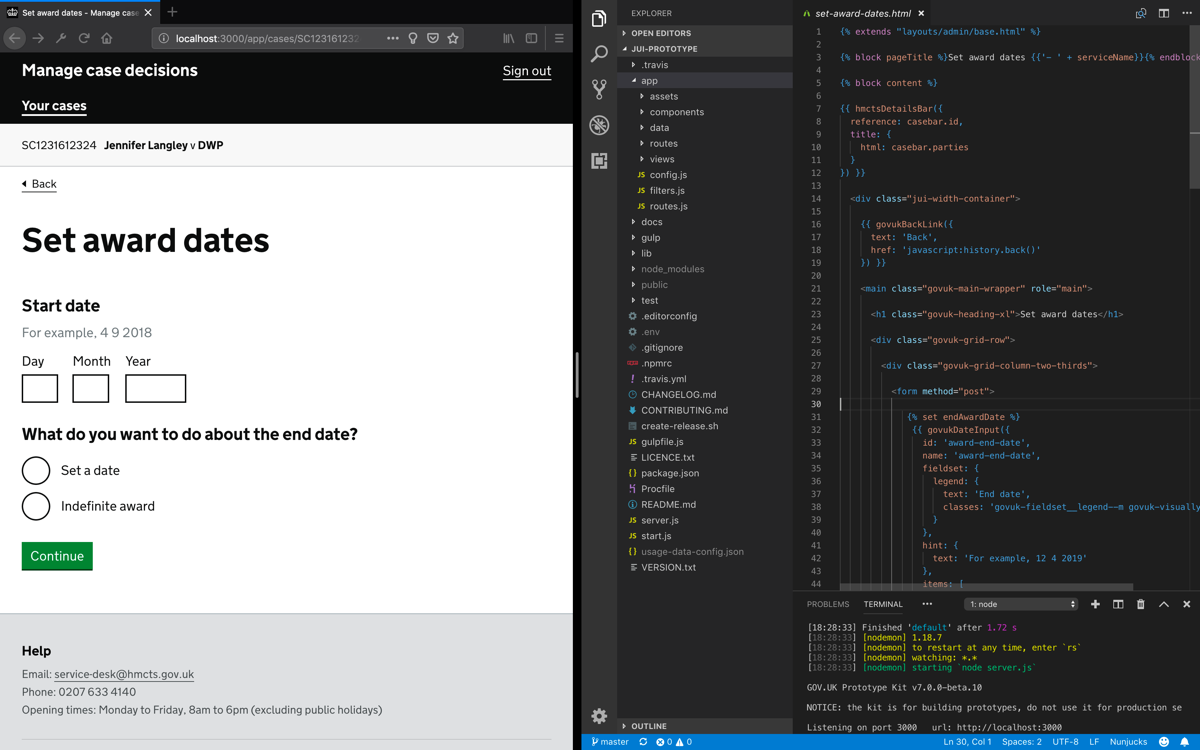 Set award dates - Manage case
localhost:3000/app/cases/SC123161232
Manage case decisions
Sign out
Your cases
SC1231612324 Jennifer Langley v DWP
Back
Set award dates
Start date
For example, 4 9 2018
Day Month Year
What do you want to do about the end date?
Set a date
Indefinite award
Continue
Help
Email: service-desk@hmcts.gov.uk
Phone: 0207 633 4140
Opening times: Monday to Friday, 8am to 6pm (excluding public holidays)
EXPLORER
OPEN EDITORS
JUI-PROTOTYPE
.travis
app
assets
components
data
routes
views
JS config.js
JS filters.js
JS routes.js
docs
gulp
lib
node_modules
public
test
.editorconfig
.env
.gitignore
.npmrc
! .travis.yml
CHANGELOG.md
CONTRIBUTING.md
create-release.sh
JS gulpfile.js
LICENCE.txt
{} package.json
Procfile
README.md
JS server.js
JS start.js
{} usage-data-config.json
VERSION.txt
OUTLINE
set-award-dates.html
1 {% extends "layouts/admin/base.html" %}
2
3 {% block pageTitle %}Set award dates {{'- ' + serviceName}}{% endblock
4
5 {% block content %}
6
7 {{ hmctsDetailsBar({
8 reference: casebar.id,
9 title: {
10 html: casebar.parties
11 }
12 }) }}
13
14 <div class="jui-width-container">
15
16 {{ govukBackLink({
17 text: 'Back',
18 href: 'javascript:history.back()'
19 }) }}
20
21 <main class="govuk-main-wrapper" role="main">
22
23 <h1 class="govuk-heading-xl">Set award dates</h1>
24
25 <div class="govuk-grid-row">
26
27 <div class="govuk-grid-column-two-thirds">
28
29 <form method="post">
30
31 {% set endAwardDate %}
32 {{ govukDateInput({
33 id: 'award-end-date',
34 name: 'award-end-date',
35 fieldset: {
36 legend: {
37 text: 'End date',
38 classes: 'govuk-fieldset__legend--m govuk-visually
39 }
40 },
41 hint: {
42 text: 'For example, 12 4 2019'
43 },
44 items: [
PROBLEMS TERMINAL ••• 1: node
[18:28:33] Finished 'default' after 1.72 s
[18:28:33] [nodemon] 1.18.7
[18:28:33] [nodemon] to restart at any time, enter `rs`
[18:28:33] [nodemon] watching: *.*
[18:28:33] [nodemon] starting `node server.js`
GOV.UK Prototype Kit v7.0.0-beta.10
NOTICE: the kit is for building prototypes, do not use it for production se
Listening on port 3000 url: http://localhost:3000
master 0 0 Ln 30, Col 1 Spaces: 2 UTF-8 LF Nunjucks